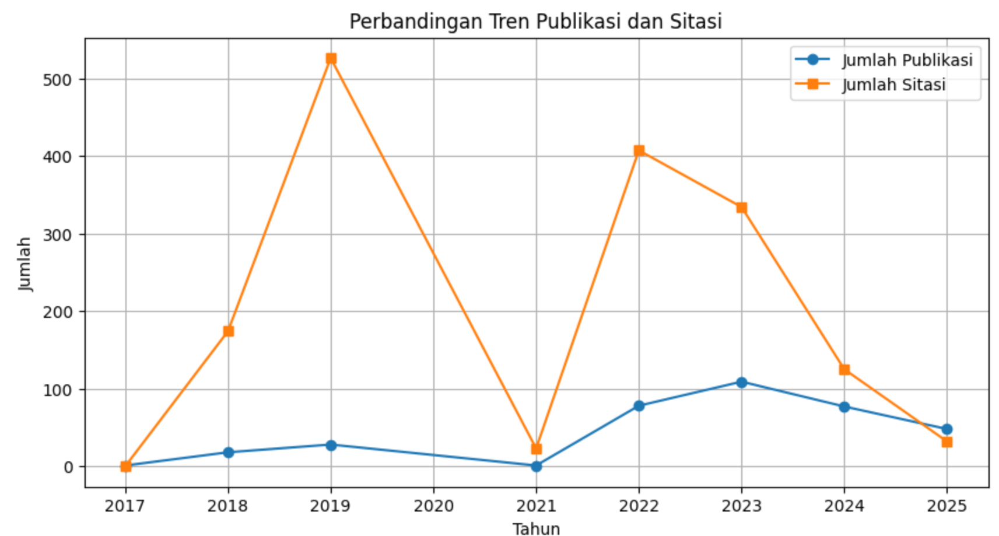 Perbandingan Tren Publikasi dan Sitasi
Jumlah Publikasi
Jumlah Sitasi
500
400
300
200
100
0
Jumlah
2017 2018 2019 2020 2021 2022 2023 2024 2025
Tahun